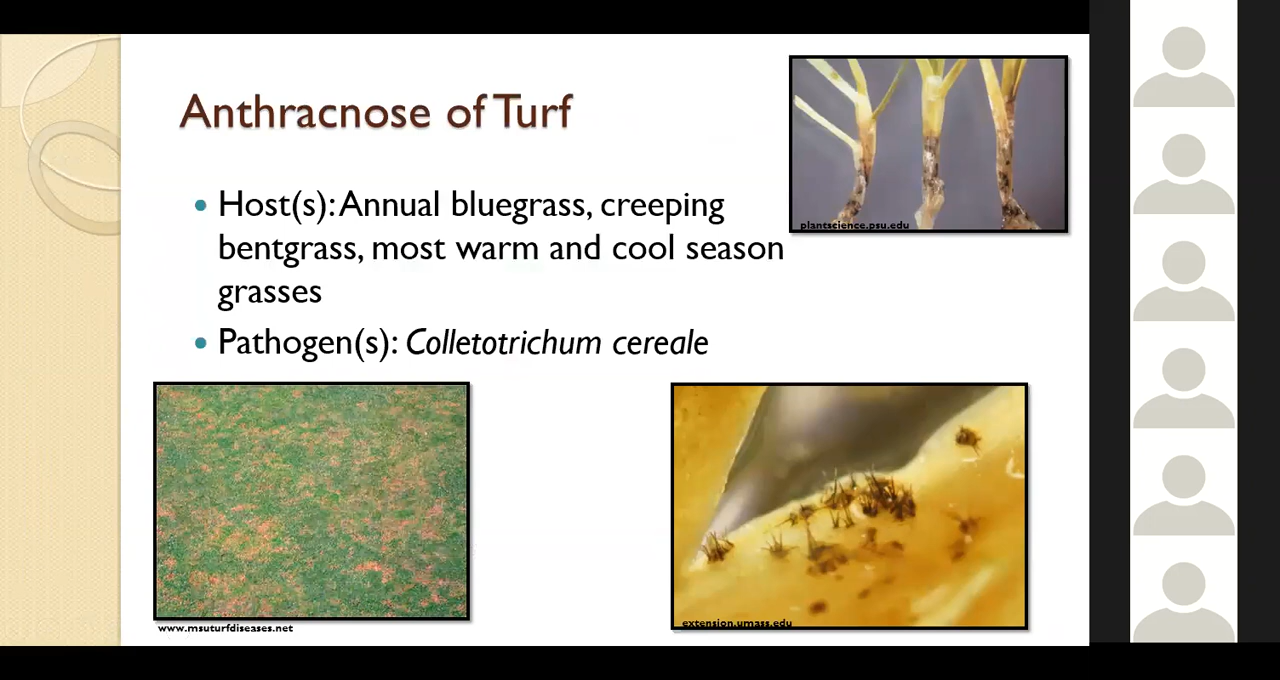 Anthracnose of Turf
plantscience.psu.edu
• Host(s): Annual bluegrass, creeping
bentgrass, most warm and cool season
grasses
• Pathogen(s): Colletotrichum cereale
www.msuturfdiseases.net
extension.umass.edu